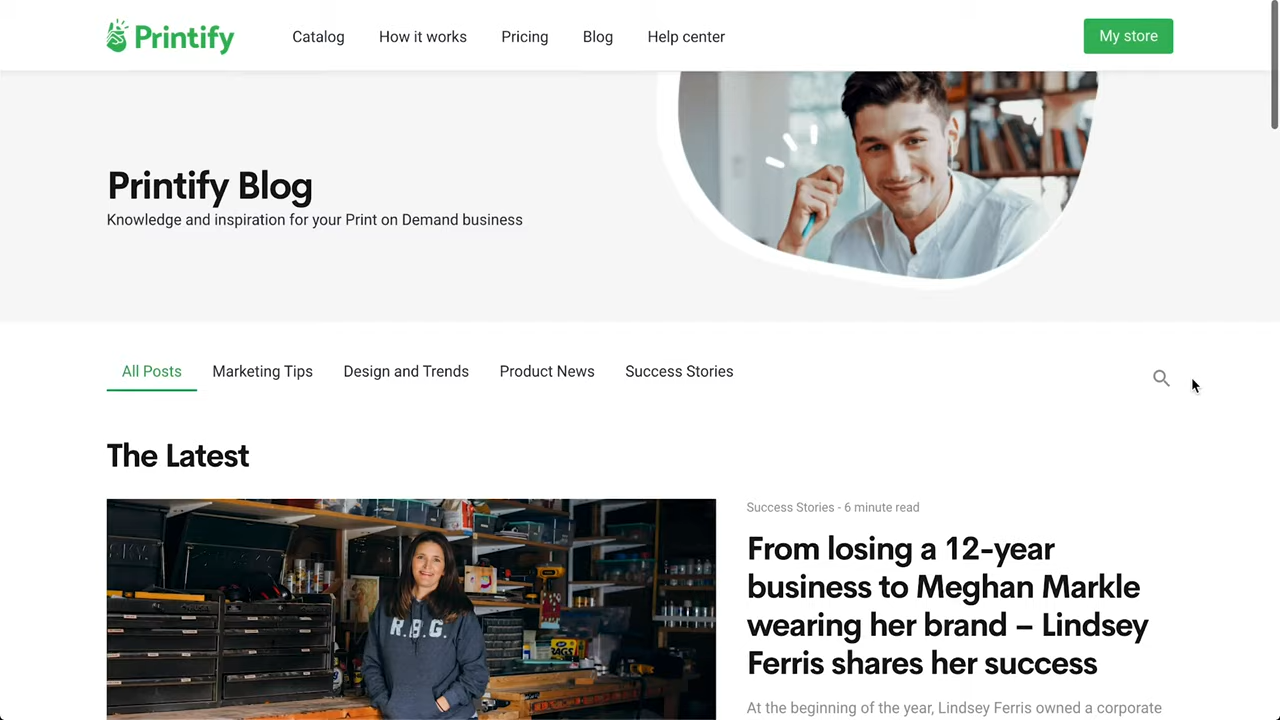 Printify
Catalog
How it works
Pricing
Blog
Help center
My store
Printify Blog
Knowledge and inspiration for your Print on Demand business
All Posts
Marketing Tips
Design and Trends
Product News
Success Stories
The Latest
R.B.G.
RAGS
Success Stories - 6 minute read
From losing a 12-year
business to Meghan Markle
wearing her brand – Lindsey
Ferris shares her success
At the beginning of the year, Lindsey Ferris owned a corporate